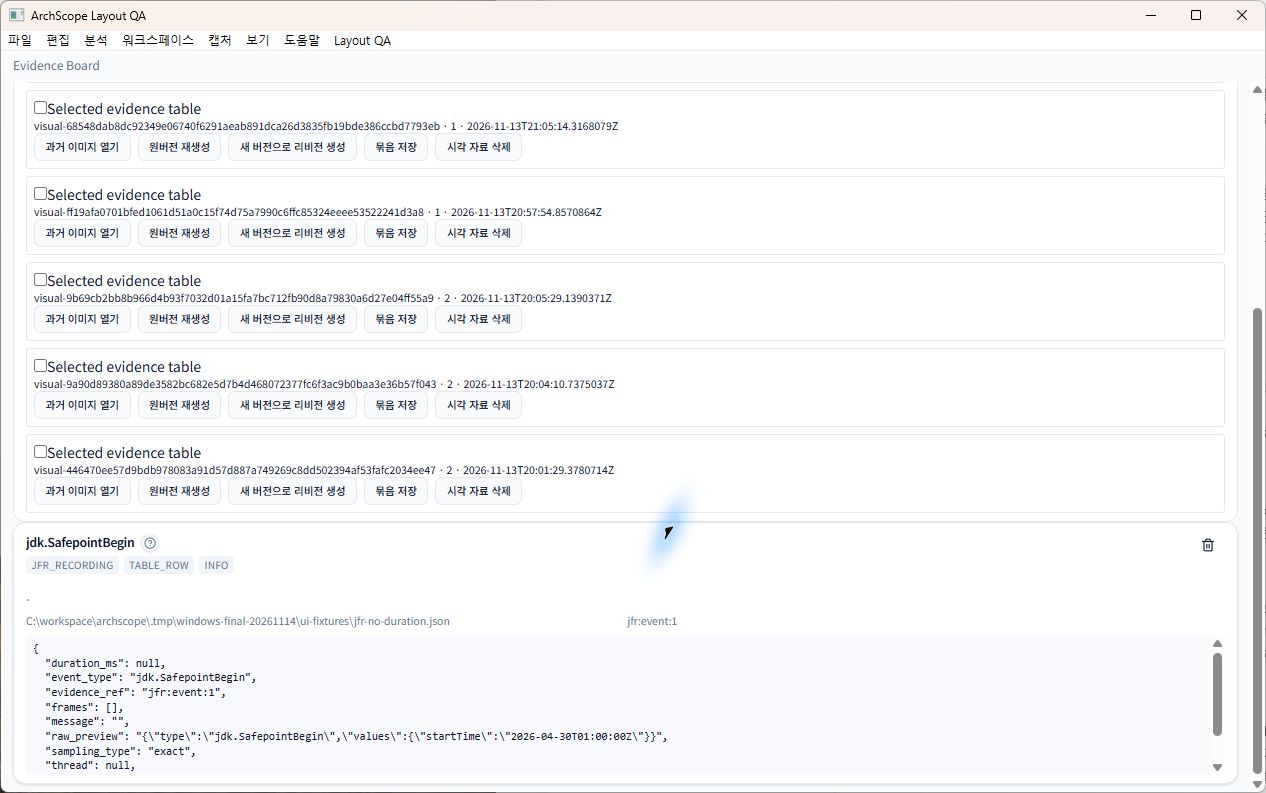 ArchScope Layout QA
파일 편집 분석 워크스페이스 캡처 보기 도움말 Layout QA
Evidence Board
Selected evidence table
visual-68548dab8dc92349e06740f6291aeab891dca26d3835fb19bde386ccbd7793eb · 1 · 2026-11-13T21:05:14.3168079Z
과거 이미지 열기 원버전 재생성 새 버전으로 리비전 생성 묶음 저장 시각 자료 삭제
Selected evidence table
visual-ff19afa0701bfed1061d51a0c15f74d75a7990c6ffc85324eeee53522241d3a8 · 1 · 2026-11-13T20:57:54.8570864Z
과거 이미지 열기 원버전 재생성 새 버전으로 리비전 생성 묶음 저장 시각 자료 삭제
Selected evidence table
visual-9b69cb2bb8b966d4b93f7032d01a15fa7bc712fb90d8a79830a6d27e04ff55a9 · 2 · 2026-11-13T20:05:29.1390371Z
과거 이미지 열기 원버전 재생성 새 버전으로 리비전 생성 묶음 저장 시각 자료 삭제
Selected evidence table
visual-9a90d89380a89de3582bc682e5d7b4d468072377fc6f3ac9b0baa3e36b57f043 · 2 · 2026-11-13T20:04:10.7375037Z
과거 이미지 열기 원버전 재생성 새 버전으로 리비전 생성 묶음 저장 시각 자료 삭제
Selected evidence table
visual-446470ee57d9bdb978083a91d57d887a749269c8dd502394af53fafc2034ee47 · 2 · 2026-11-13T20:01:29.3780714Z
과거 이미지 열기 원버전 재생성 새 버전으로 리비전 생성 묶음 저장 시각 자료 삭제
jdk.SafepointBegin ?
JFR_RECORDING TABLE_ROW INFO
-
C:\workspace\archscope\.tmp\windows-final-20261114\ui-fixtures\jfr-no-duration.json jfr:event:1
{
"duration_ms": null,
"event_type": "jdk.SafepointBegin",
"evidence_ref": "jfr:event:1",
"frames": [],
"message": "",
"raw_preview": "{\"type\":\"jdk.SafepointBegin\",\"values\":{\"startTime\":\"2026-04-30T01:00:00Z\"}}",
"sampling_type": "exact",
"thread": null,